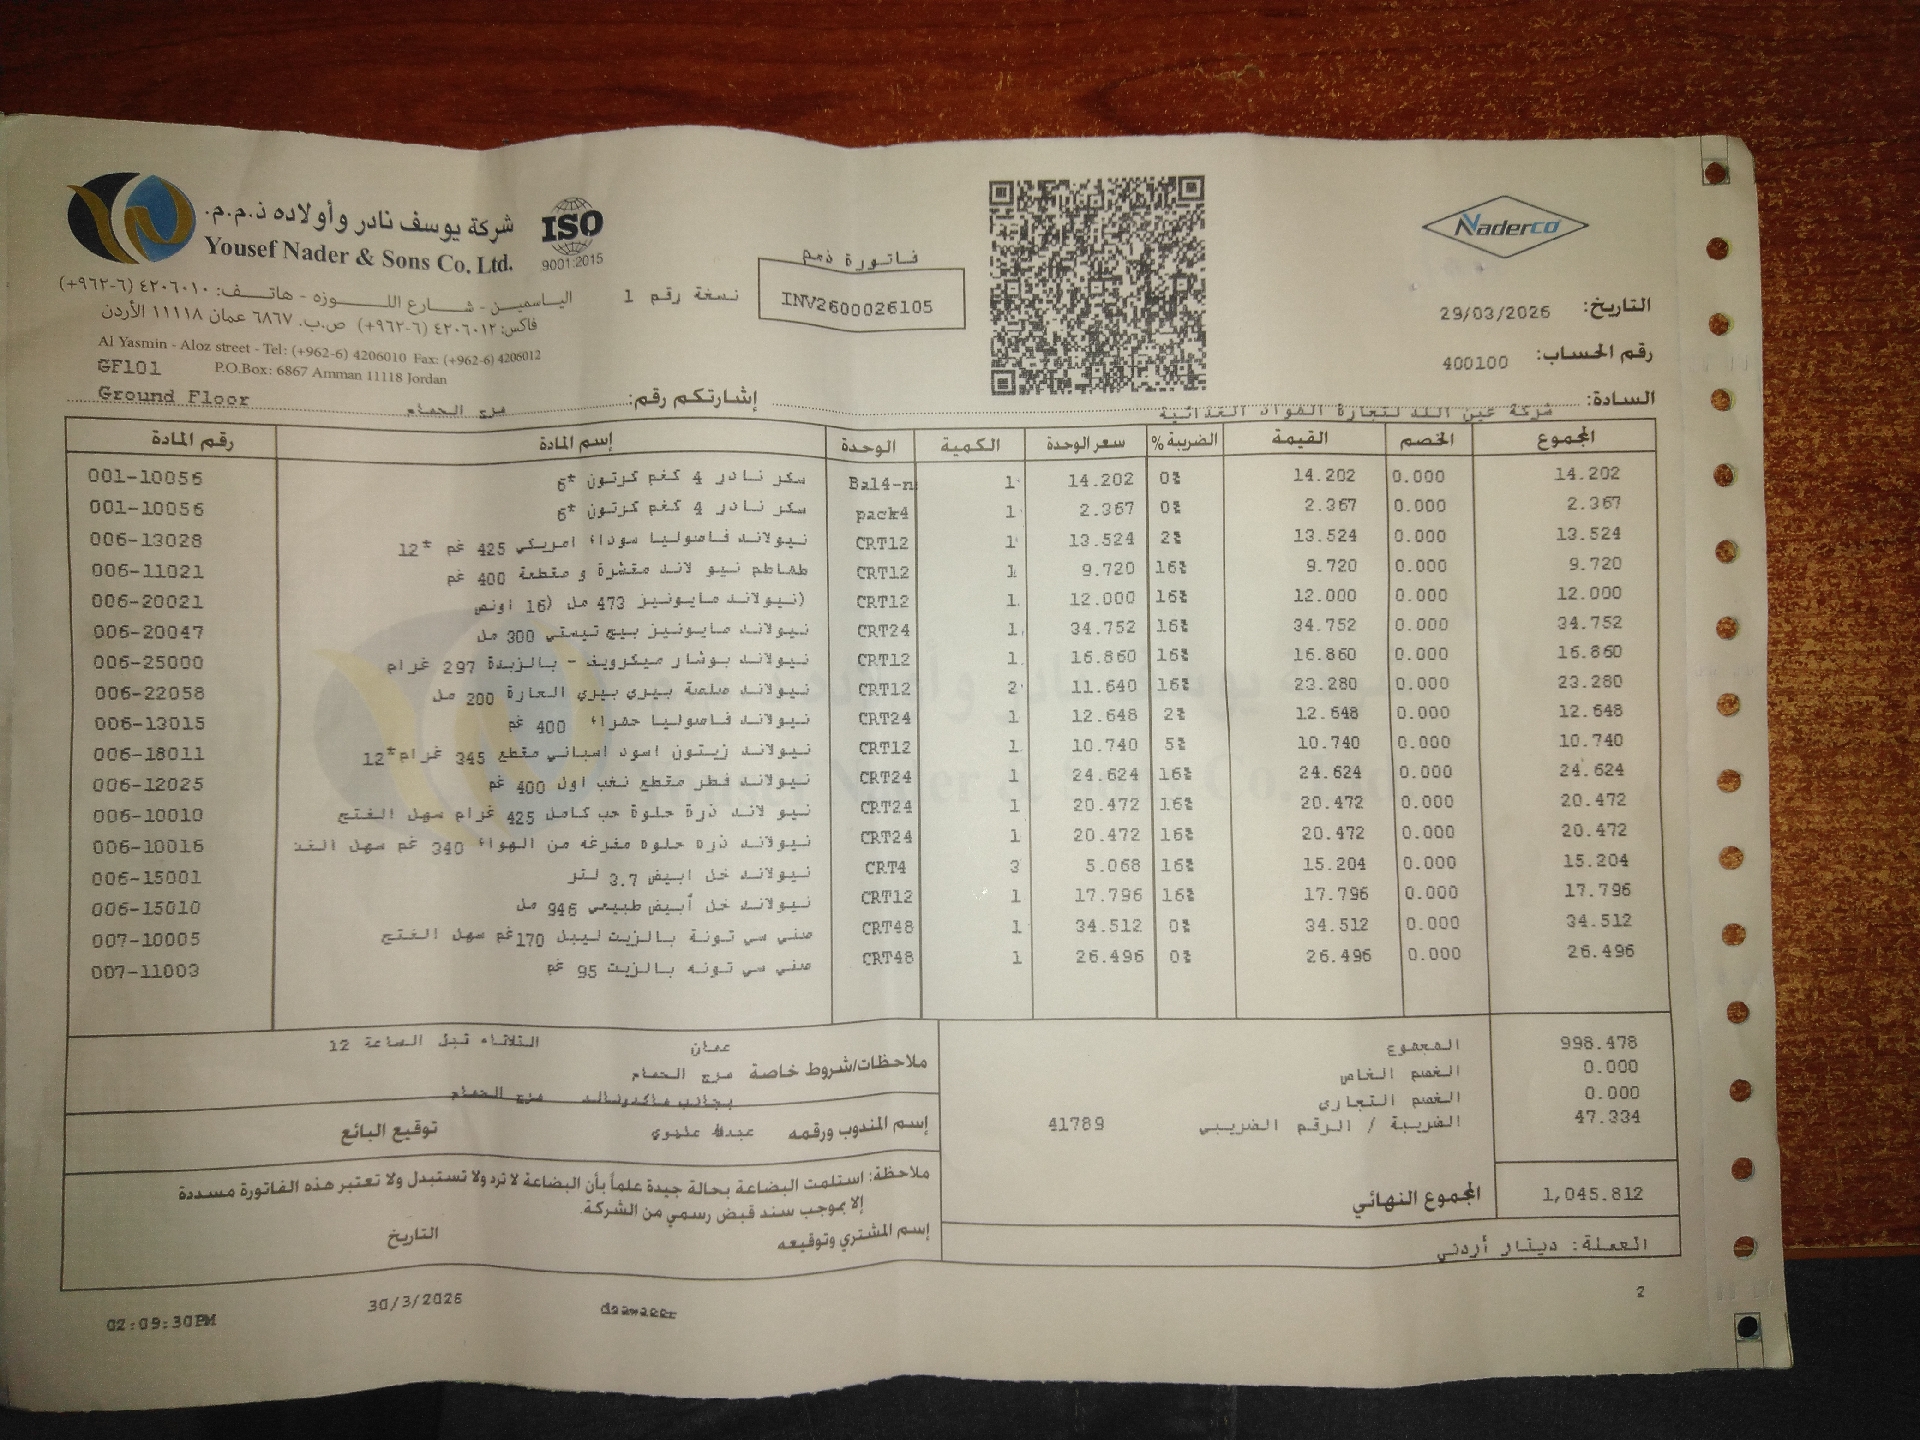 شركة يوسف نادر وأولاده ذ.م.م.
Yousef Nader & Sons Co. Ltd.
ISO
9001:2015
الياسمين - شارع اللوزه - هاتف: ٤٢٠٦٠١٠ (٦-٩٦٢+)
فاكس: ٤٢٠٦٠١٢ (٦-٩٦٢+) ص.ب. ٦٨٦٧ عمان ١١١١٨ الأردن
Al Yasmin - Aloz street - Tel: (+962-6) 4206010 Fax: (+962-6) 4206012
P.O.Box: 6867 Amman 11118 Jordan
GF101
Ground Floor
فاتورة ذمم
نسخة رقم 1
INV2600026105
Naderco
التاريخ: 29/03/2026
رقم الحساب: 400100
السادة: شركة عين الله لتجارة المواد الغذائية
إشارتكم رقم: مرج الحمام
رقم المادة إسم المادة الوحدة الكمية سعر الوحدة الضريبة % القيمة الخصم المجموع
001-10056 سكر نادر 4 كغم كرتون *6 Bal4-n 1 14.202 0% 14.202 0.000 14.202
001-10056 سكر نادر 4 كغم كرتون *6 pack4 1 2.367 0% 2.367 0.000 2.367
006-13028 نيولاند فاصوليا سوداء امريكي 425 غم *12 CRT12 1 13.524 2% 13.524 0.000 13.524
006-11021 طماطم نيو لاند مقشرة و مقطعة 400 غم CRT12 1 9.720 16% 9.720 0.000 9.720
006-20021 (نيولاند مايونيز 473 مل (16 اونص CRT12 1 12.000 16% 12.000 0.000 12.000
006-20047 نيولاند مايونيز بيج تيستي 300 مل CRT24 1 34.752 16% 34.752 0.000 34.752
006-25000 نيولاند بوشار ميكرويف - بالزبدة 297 غرام CRT12 1 16.860 16% 16.860 0.000 16.860
006-22058 نيولاند صلصة بيري بيري الحارة 200 مل CRT12 2 11.640 16% 23.280 0.000 23.280
006-13015 نيولاند فاصوليا حمراء 400 غم CRT24 1 12.648 2% 12.648 0.000 12.648
006-18011 نيولاند زيتون اسود اسباني مقطع 345 غرام*12 CRT12 1 10.740 5% 10.740 0.000 10.740
006-12025 نيولاند فطر مقطع نخب اول 400 غم CRT24 1 24.624 16% 24.624 0.000 24.624
006-10010 نيو لاند ذرة حلوة حب كامل 425 غرام سهل الفتح CRT24 1 20.472 16% 20.472 0.000 20.472
006-10016 نيولاند ذره حلوه مفرغه من الهواء 340 غم سهل الفت CRT24 1 20.472 16% 20.472 0.000 20.472
006-15001 نيولاند خل ابيض 3.7 لتر CRT4 3 5.068 16% 15.204 0.000 15.204
006-15010 نيولاند خل أبيض طبيعي 946 مل CRT12 1 17.796 16% 17.796 0.000 17.796
007-10005 صني سي تونة بالزيت ليبل 170غم سهل الفتح CRT48 1 34.512 0% 34.512 0.000 34.512
007-11003 صني سي تونه بالزيت 95 غم CRT48 1 26.496 0% 26.496 0.000 26.496
ملاحظات/شروط خاصة عمان الثلاثاء قبل الساعة 12
مرج الحمام
بجانب ماكدونالد مرج الحمام
إسم المندوب ورقمه توقيع البائع
المجموع 998.478
الخصم الخاص 0.000
الخصم التجاري 0.000
الضريبة / الرقم الضريبي 41789 47.334
المجموع النهائي 1,045.812
العملة: دينار أردني
ملاحظة: استلمت البضاعة بحالة جيدة علماً بأن البضاعة لا ترد ولا تستبدل ولا تعتبر هذه الفاتورة مسددة
إلا بموجب سند قبض رسمي من الشركة.
إسم المشتري وتوقيعه التاريخ
02:09:30PM 30/3/2026 2